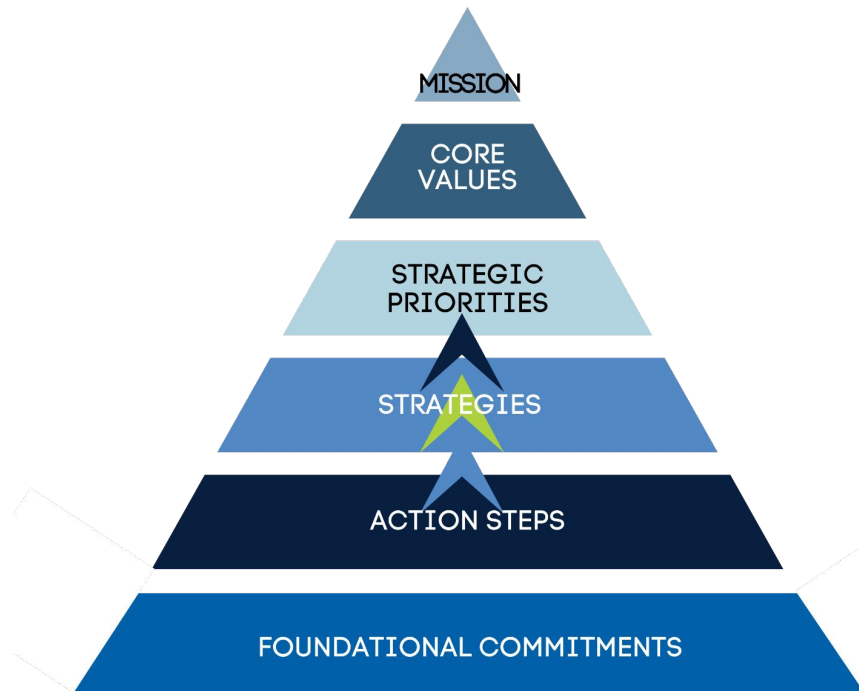 MISSION
CORE
VALUES
STRATEGIC
PRIORITIES
STRATEGIES
ACTION STEPS
FOUNDATIONAL COMMITMENTS